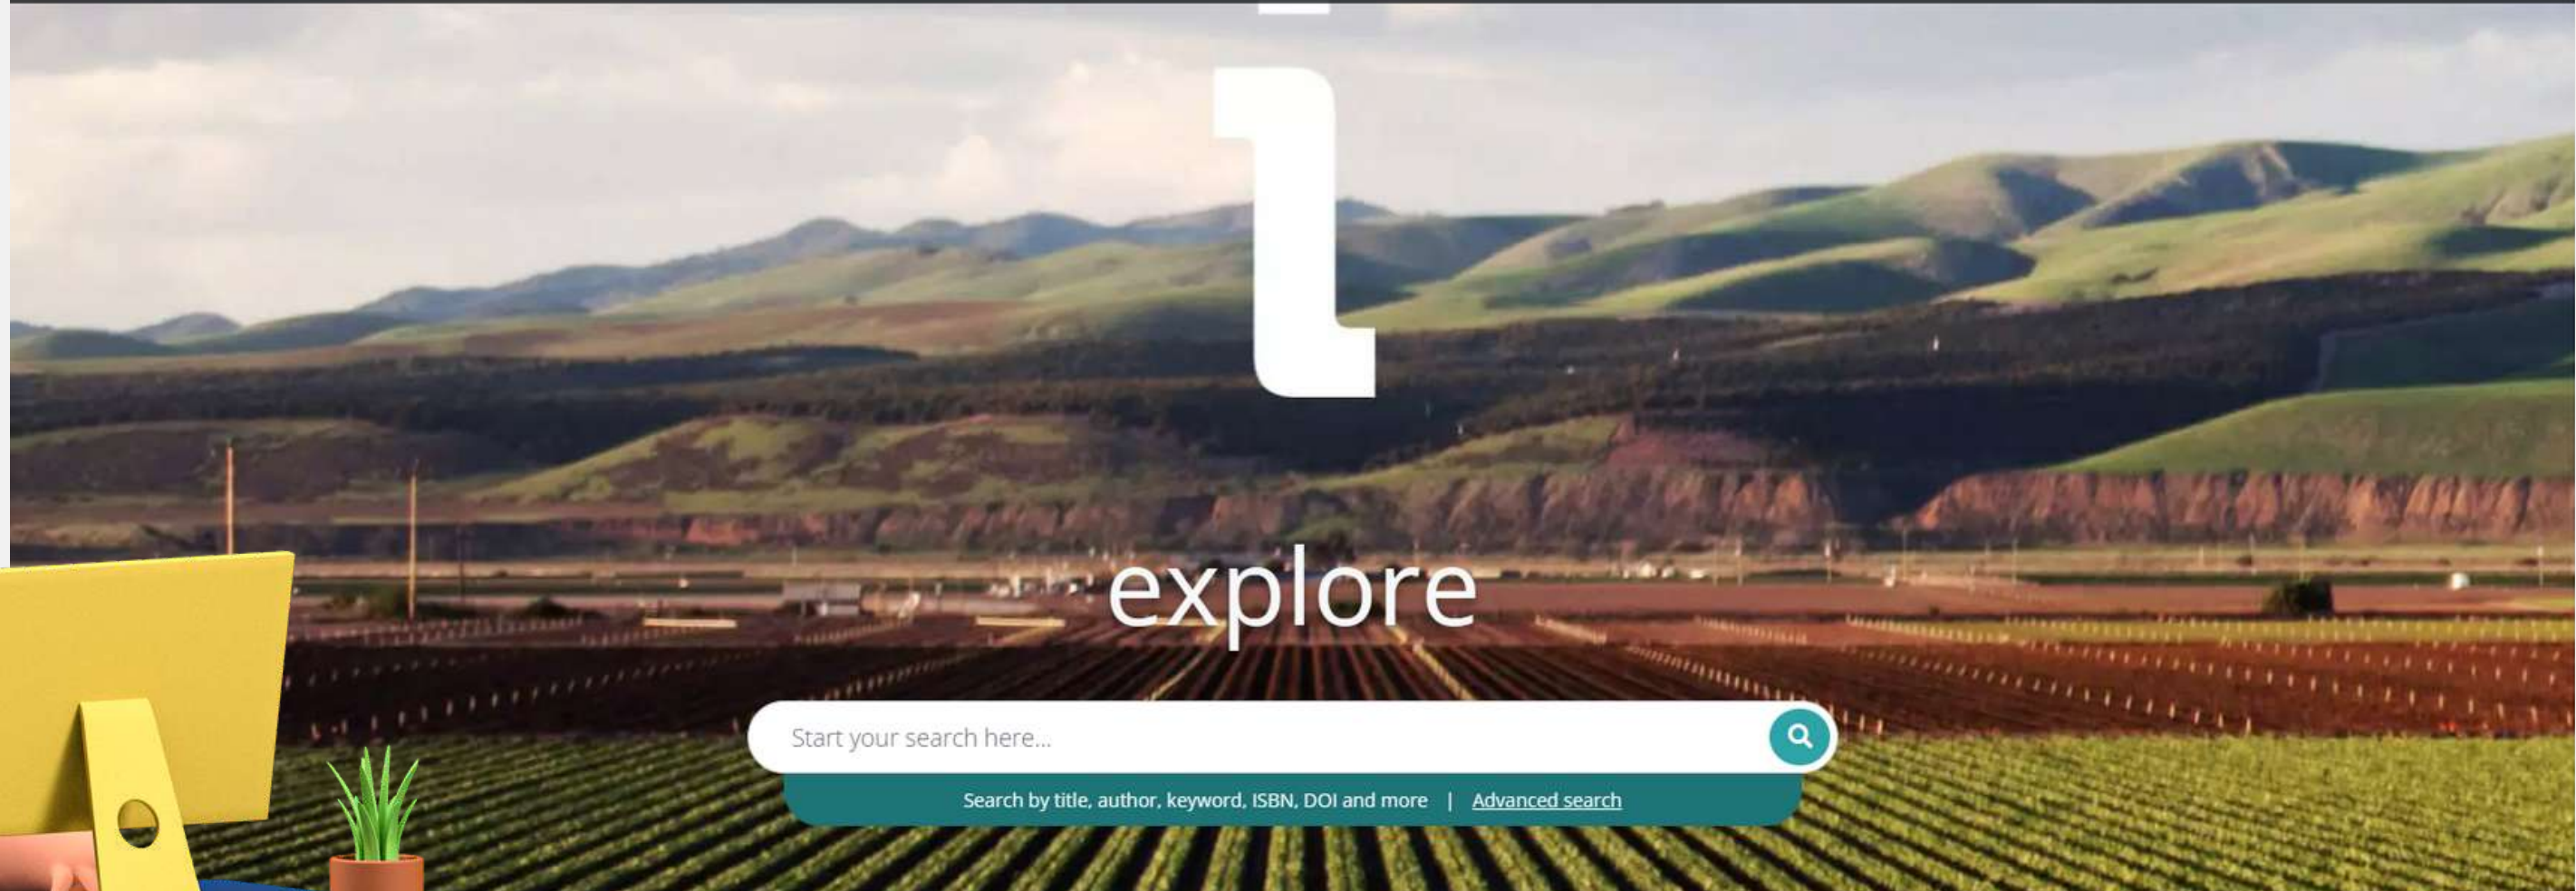 i
explore
Start your search here...
Search by title, author, keyword, ISBN, DOI and more | Advanced search